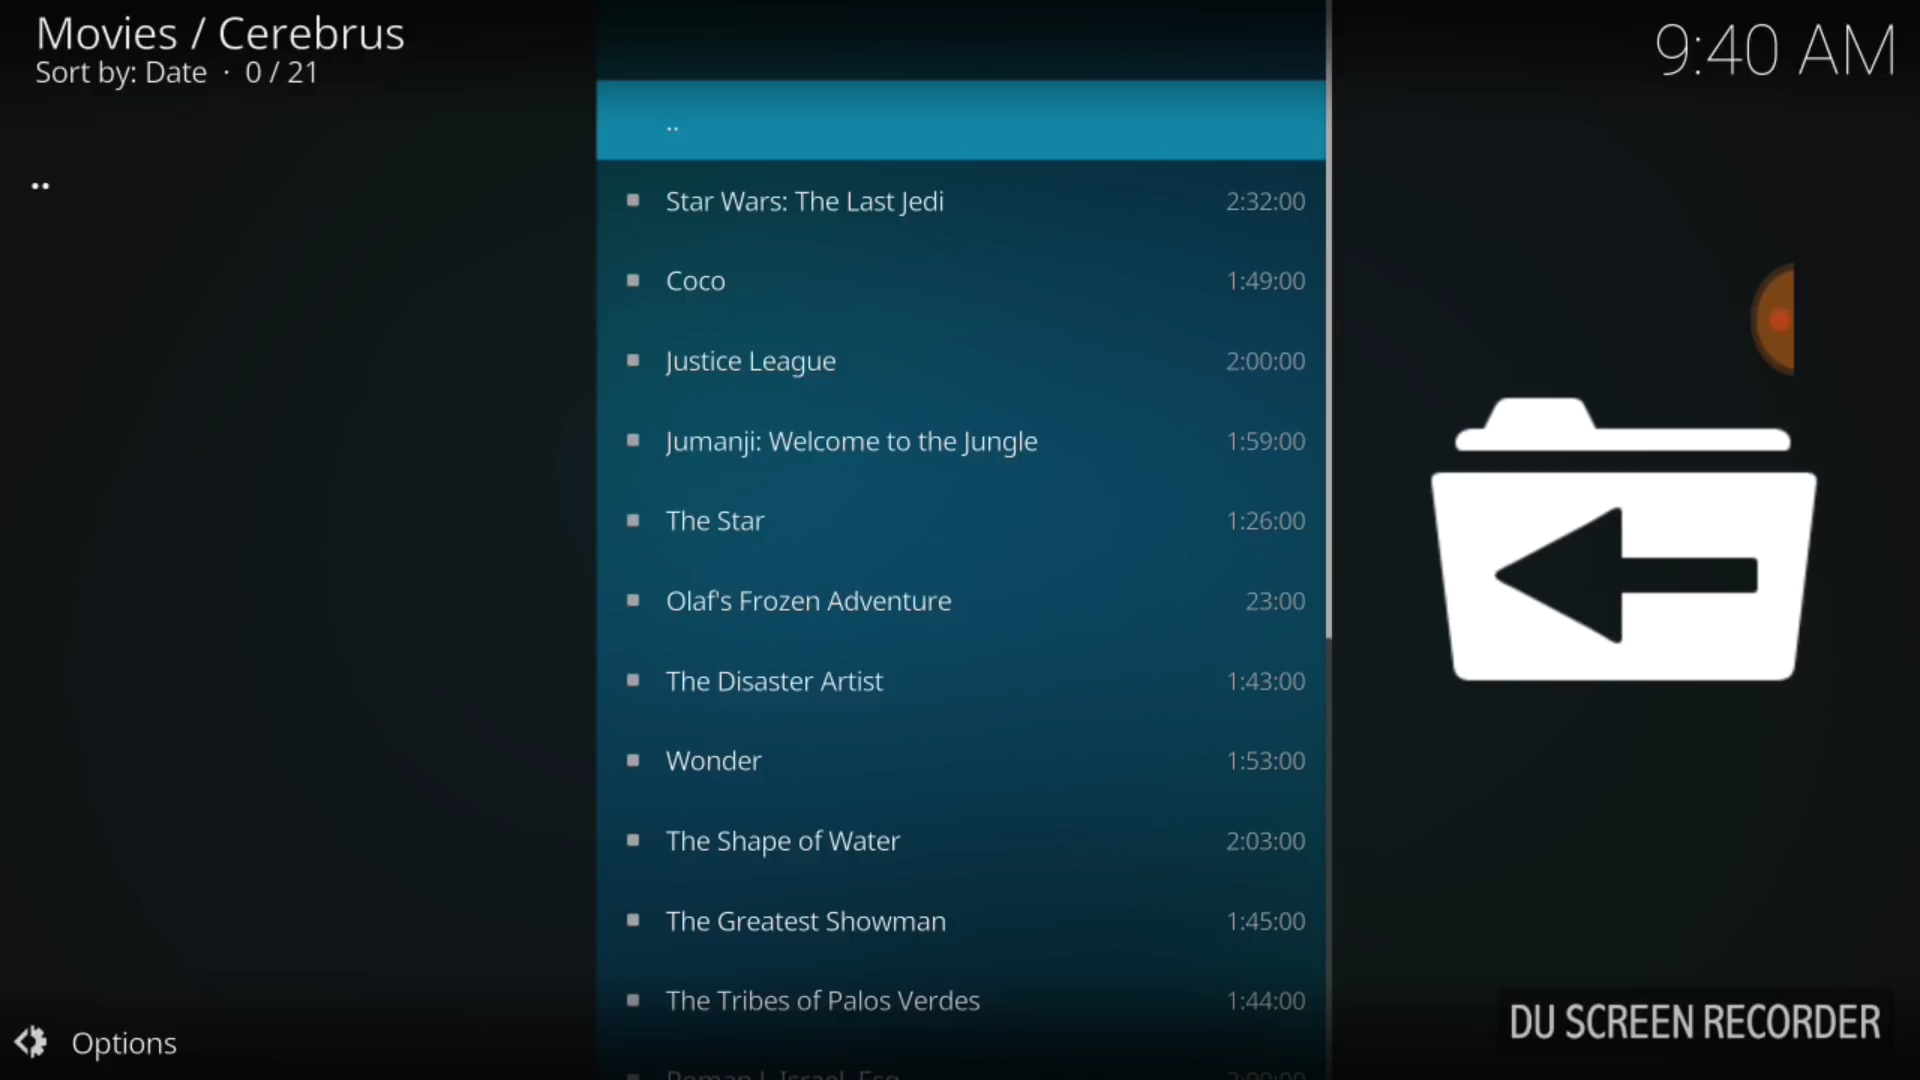 Movies / Cerebrus
Sort by: Date · 0 / 21
9:40 AM
..
..
Star Wars: The Last Jedi 2:32:00
Coco 1:49:00
Justice League 2:00:00
Jumanji: Welcome to the Jungle 1:59:00
The Star 1:26:00
Olaf's Frozen Adventure 23:00
The Disaster Artist 1:43:00
Wonder 1:53:00
The Shape of Water 2:03:00
The Greatest Showman 1:45:00
The Tribes of Palos Verdes 1:44:00
Roman J. Israel, Esq.
Options
DU SCREEN RECORDER